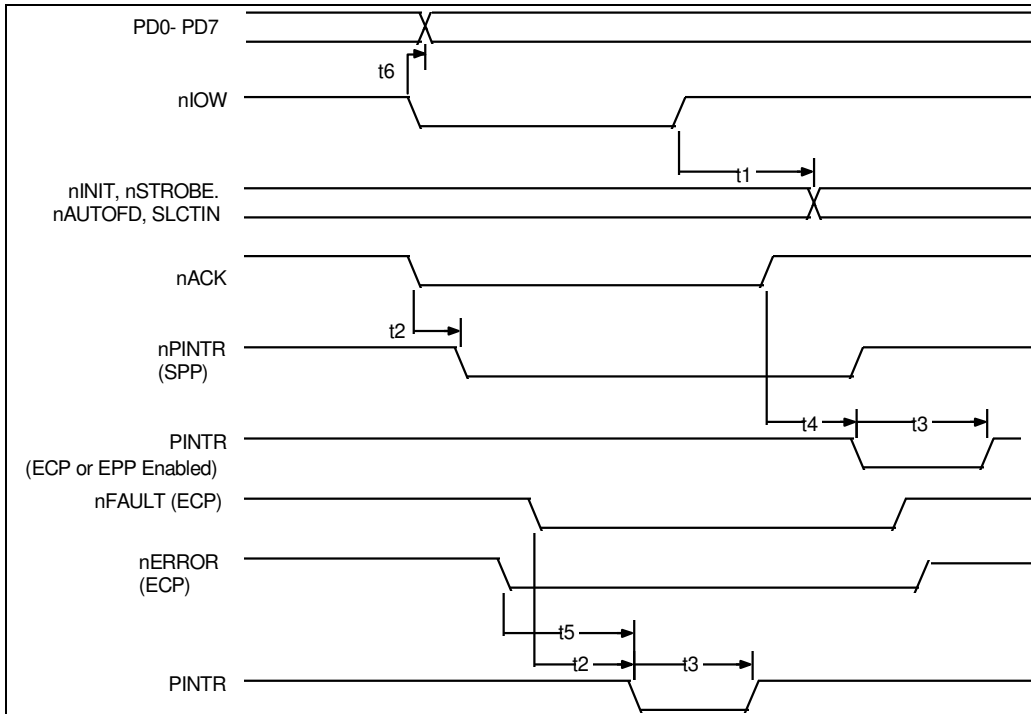 PD0- PD7
t6
nIOW
t1
nINIT, nSTROBE.
nAUTOFD, SLCTIN
nACK
t2
nPINTR
(SPP)
t4
t3
PINTR
(ECP or EPP Enabled)
nFAULT (ECP)
nERROR
(ECP)
t5
t2
t3
PINTR